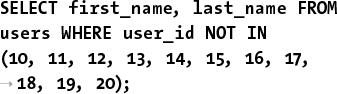 SELECT first_name, last_name FROM
users WHERE user_id NOT IN
(10, 11, 12, 13, 14, 15, 16, 17,
→18, 19, 20);